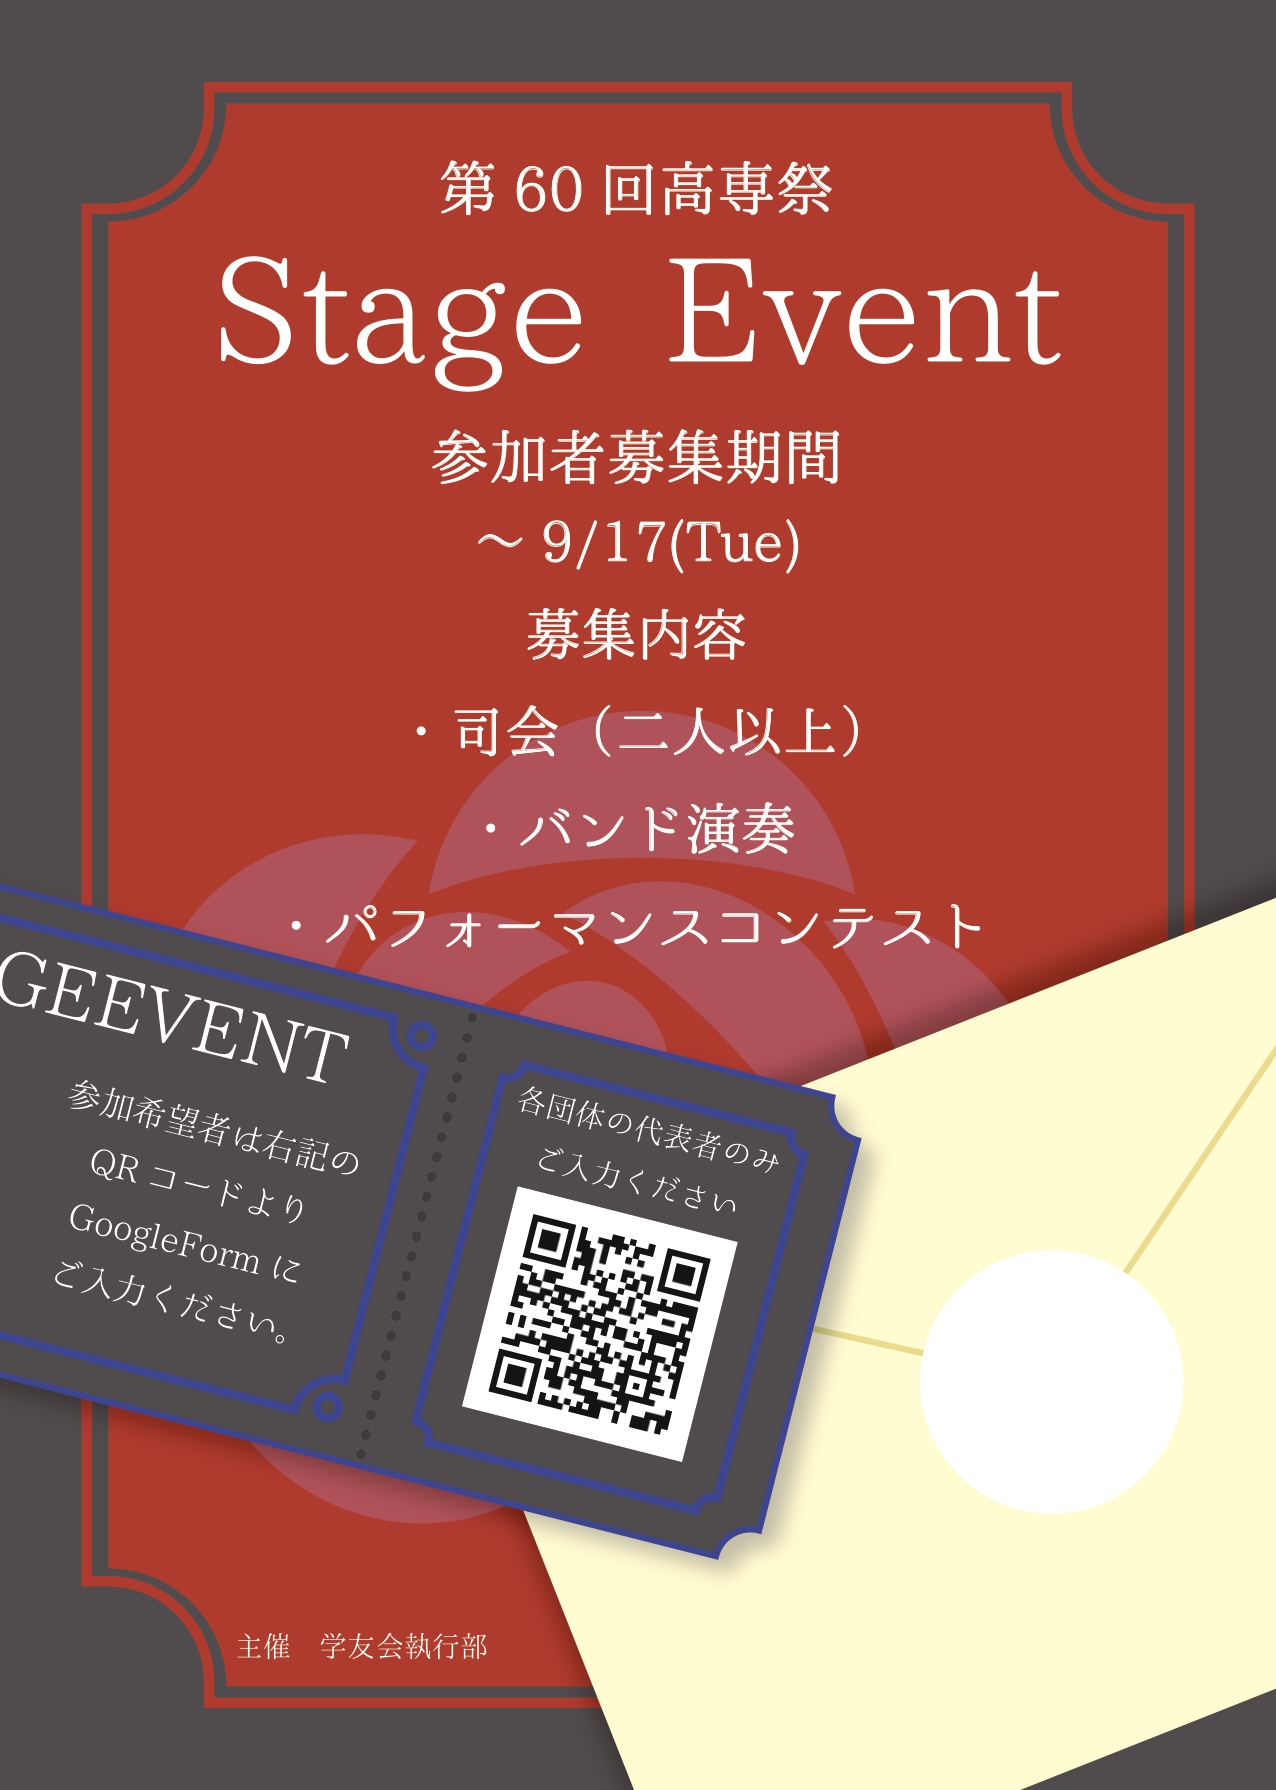 第 60 回高専祭
Stage Event
参加者募集期間
～ 9/17(Tue)
募集内容
・司会（二人以上）
・バンド演奏
・パフォーマンスコンテスト
GEEVENT
参加希望者は右記の
QR コードより
GoogleForm に
ご入力ください。
各団体の代表者のみ
ご入力ください
主催　学友会執行部